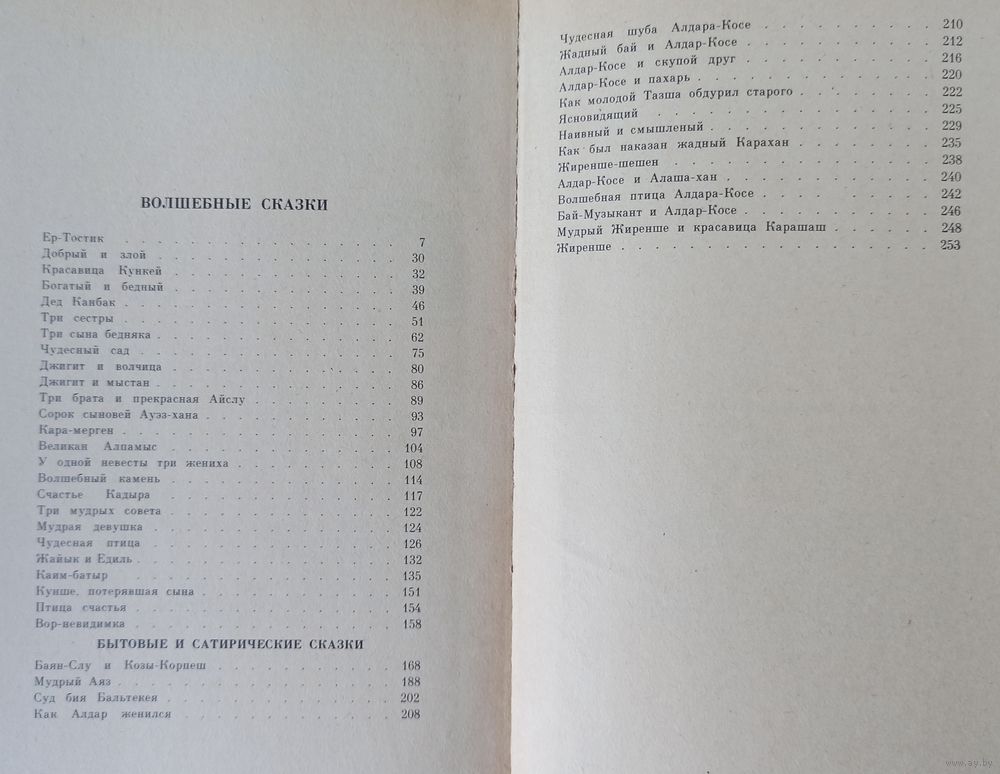 ВОЛШЕБНЫЕ СКАЗКИ
Ер-Тостик . . . . . . . . . . . . 7
Добрый и злой . . . . . . . . . . . 30
Красавица Кункей . . . . . . . . . . 32
Богатый и бедный . . . . . . . . . . 39
Дед Канбак . . . . . . . . . . . . 46
Три сестры . . . . . . . . . . . . 51
Три сына бедняка . . . . . . . . . . . 62
Чудесный сад . . . . . . . . . . . . 75
Джигит и волчица . . . . . . . . . . 80
Джигит и мыстан . . . . . . . . . . . 86
Три брата и прекрасная Айслу . . . . . . . 89
Сорок сыновей Ауэз-хана . . . . . . . . . 93
Кара-мерген . . . . . . . . . . . . 97
Великан Алпамыс . . . . . . . . . . 104
У одной невесты три жениха . . . . . . . . 108
Волшебный камень . . . . . . . . . . 114
Счастье Кадыра . . . . . . . . . . 117
Три мудрых совета . . . . . . . . . . 122
Мудрая девушка . . . . . . . . . . . 124
Чудесная птица . . . . . . . . . . . 126
Жайык и Едиль . . . . . . . . . . . . 132
Каим-батыр . . . . . . . . . . . . 135
Кунше, потерявшая сына . . . . . . . . . 151
Птица счастья . . . . . . . . . . . . 154
Вор-невидимка . . . . . . . . . . . . 158
БЫТОВЫЕ И САТИРИЧЕСКИЕ СКАЗКИ
Баян-Слу и Козы-Корпеш . . . . . . . . 168
Мудрый Аяз . . . . . . . . . . . . 188
Суд бия Бальтекея . . . . . . . . . . 202
Как Алдар женился . . . . . . . . . . 208
Чудесная шуба Алдара-Косе . . . . . . . 210
Жадный бай и Алдар-Косе . . . . . . . . 212
Алдар-Косе и скупой друг . . . . . . . . 216
Алдар-Косе и пахарь . . . . . . . . . . 220
Как молодой Тазша обдурил старого . . . . . . 222
Ясновидящий . . . . . . . . . . . 225
Наивный и смышленый . . . . . . . . . 229
Как был наказан жадный Карахан . . . . . . 235
Жиренше-шешен . . . . . . . . . . . 238
Алдар-Косе и Алаша-хан . . . . . . . . . 240
Волшебная птица Алдара-Косе . . . . . . . 242
Бай-Музыкант и Алдар-Косе . . . . . . . . 246
Мудрый Жиренше и красавица Карашаш . . . . . 248
Жиренше . . . . . . . . . . . . . 253
www.ay.by